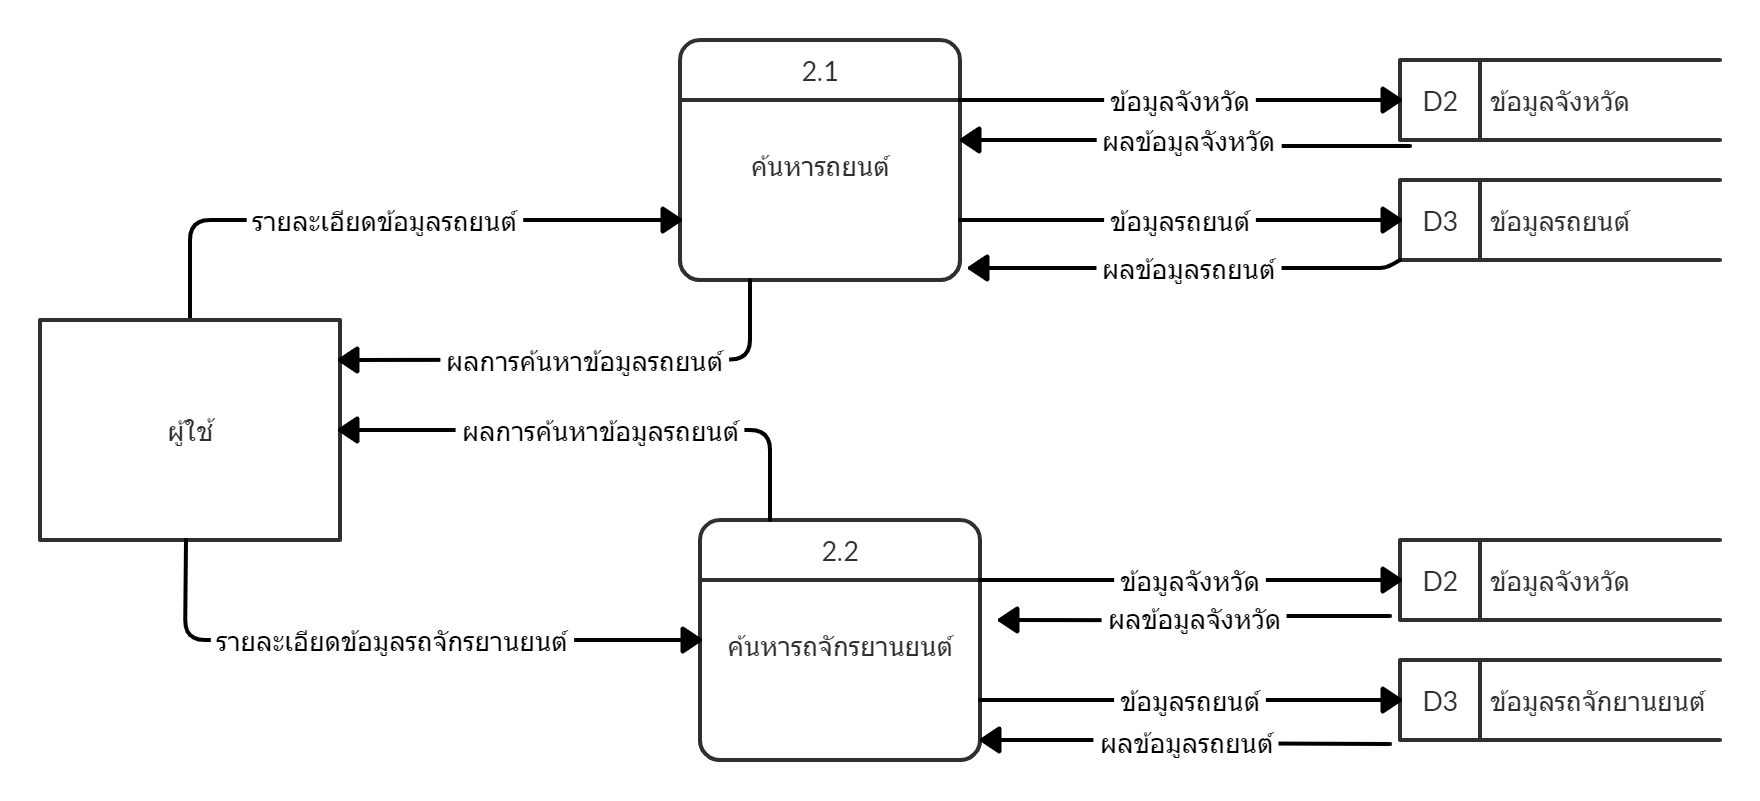 2.1
ค้นหารถยนต์
ข้อมูลจังหวัด
ผลข้อมูลจังหวัด
D2
ข้อมูลจังหวัด
ข้อมูลรถยนต์
ผลข้อมูลรถยนต์
D3
ข้อมูลรถยนต์
รายละเอียดข้อมูลรถยนต์
ผลการค้นหาข้อมูลรถยนต์
ผู้ใช้
ผลการค้นหาข้อมูลรถยนต์
รายละเอียดข้อมูลรถจักรยานยนต์
2.2
ค้นหารถจักรยานยนต์
ข้อมูลจังหวัด
ผลข้อมูลจังหวัด
D2
ข้อมูลจังหวัด
ข้อมูลรถยนต์
ผลข้อมูลรถยนต์
D3
ข้อมูลรถจักยานยนต์